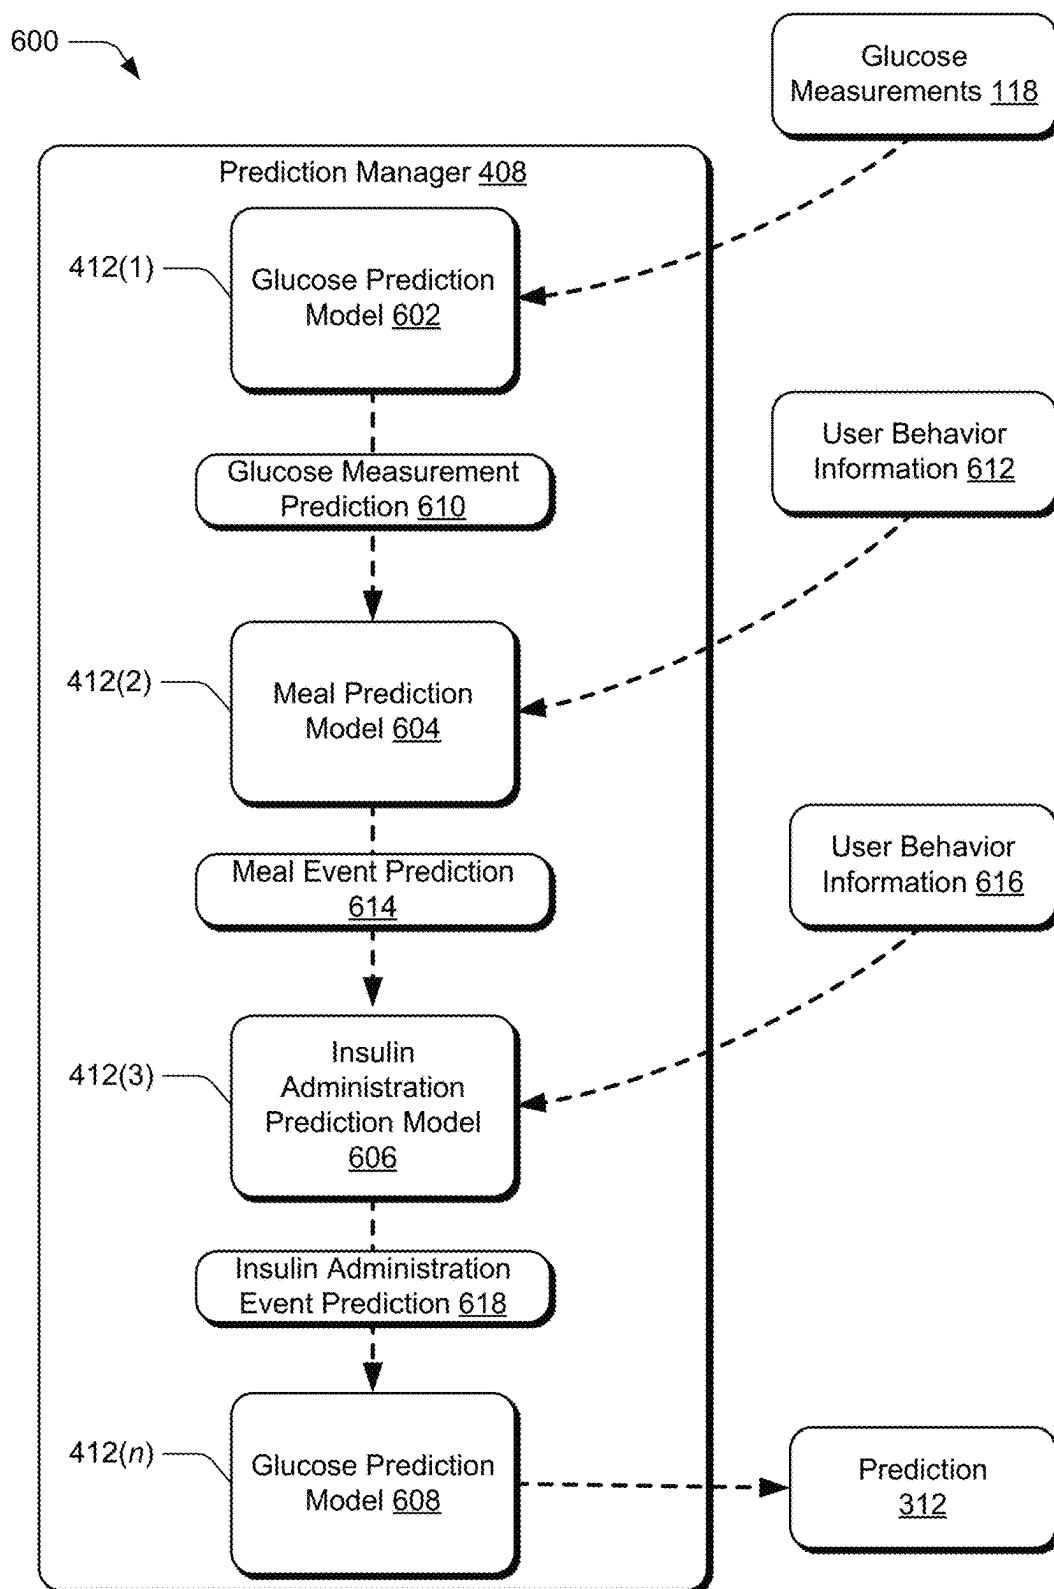 600
Glucose
Measurements 118
Prediction Manager 408
412(1)
Glucose Prediction
Model 602
Glucose Measurement
Prediction 610
User Behavior
Information 612
412(2)
Meal Prediction
Model 604
Meal Event Prediction
614
User Behavior
Information 616
412(3)
Insulin
Administration
Prediction Model
606
Insulin Administration
Event Prediction 618
412(n)
Glucose Prediction
Model 608
Prediction
312